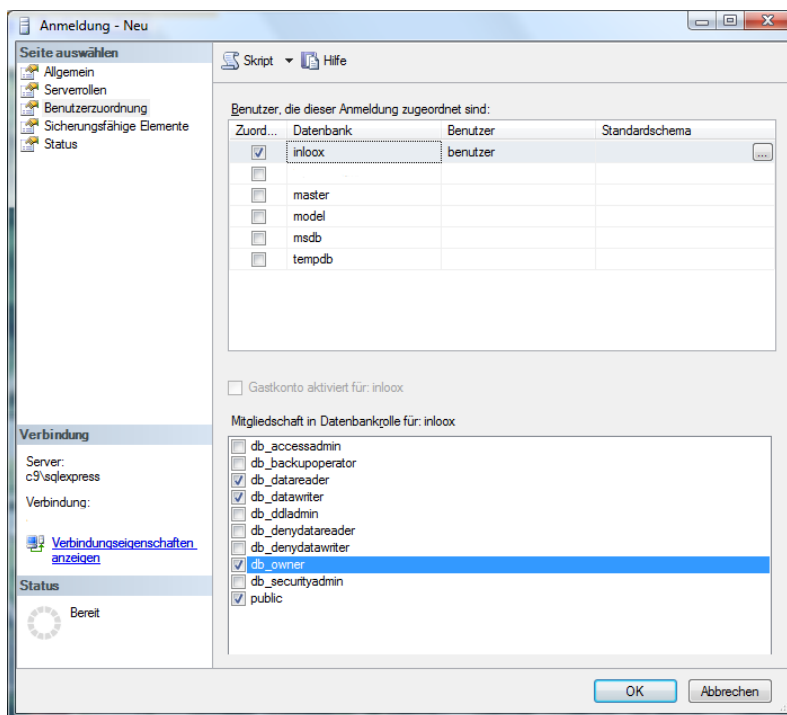 Anmeldung - Neu
Seite auswählen
Allgemein
Serverrollen
Benutzerzuordnung
Sicherungsfähige Elemente
Status
Skript Hilfe
Benutzer, die dieser Anmeldung zugeordnet sind:
Zuord... Datenbank Benutzer Standardschema
inloox benutzer ...
master
model
msdb
tempdb
Gastkonto aktiviert für: inloox
Mitgliedschaft in Datenbankrolle für: inloox
db_accessadmin
db_backupoperator
db_datareader
db_datawriter
db_ddladmin
db_denydatareader
db_denydatawriter
db_owner
db_securityadmin
public
Verbindung
Server:
c9\sqlexpress
Verbindung:
Verbindungseigenschaften
anzeigen
Status
Bereit
OK Abbrechen